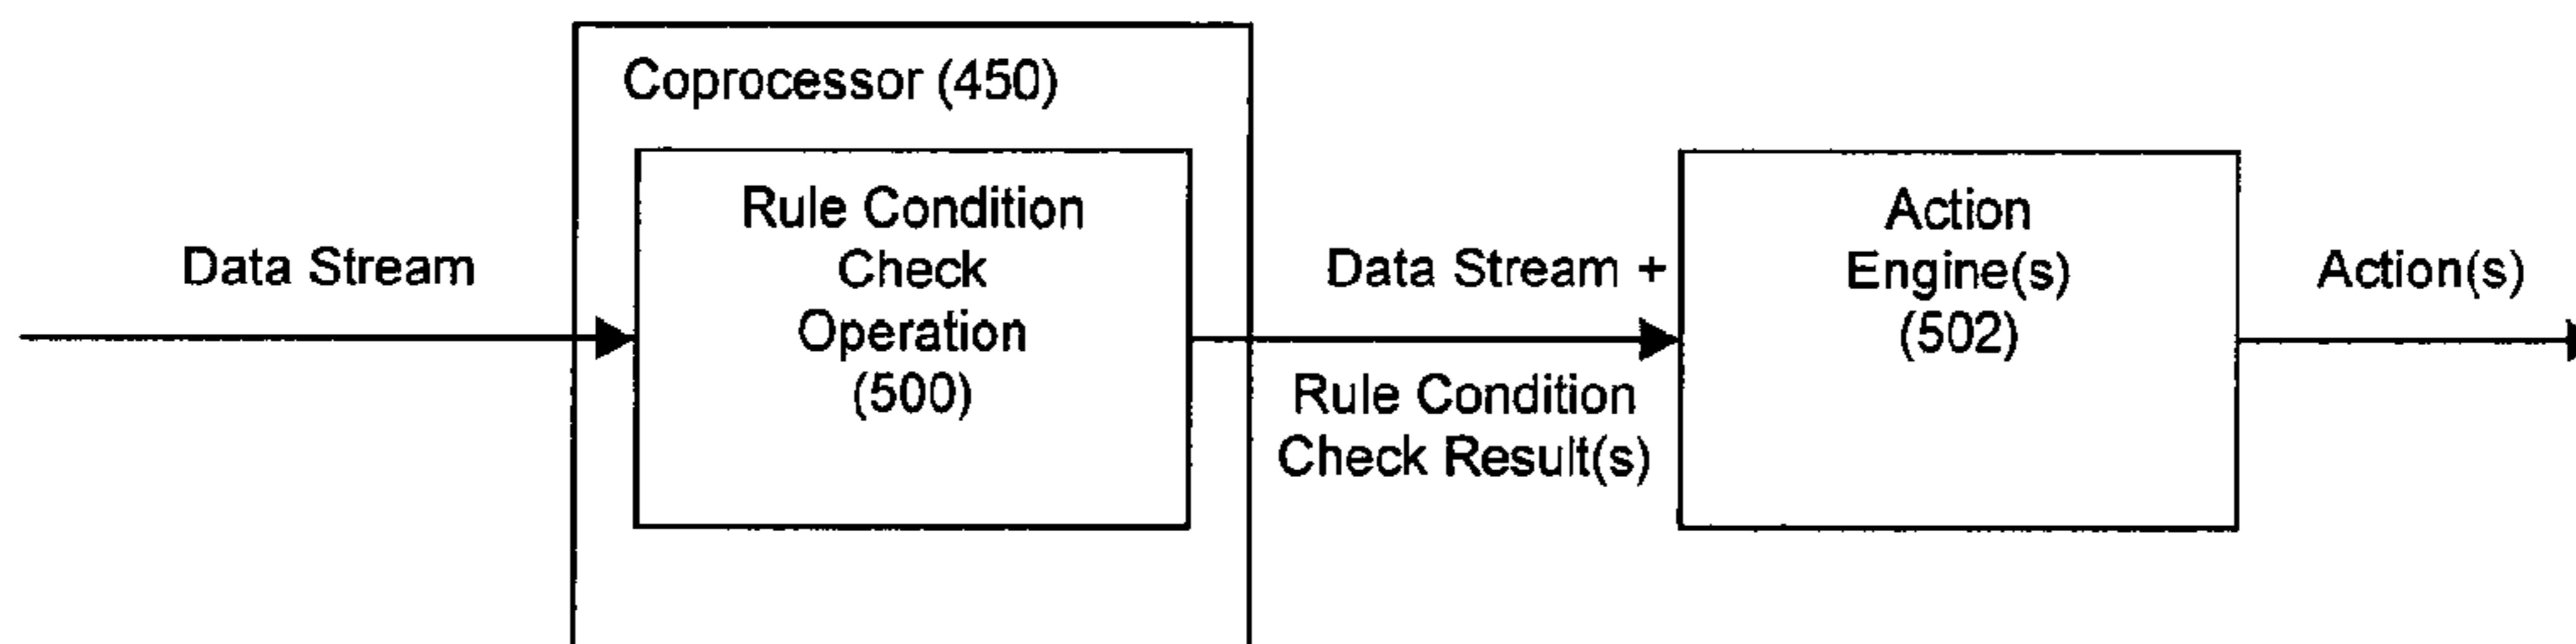 Coprocessor (450)
Data Stream
Rule Condition
Check
Operation
(500)
Data Stream +
Rule Condition
Check Result(s)
Action
Engine(s)
(502)
Action(s)